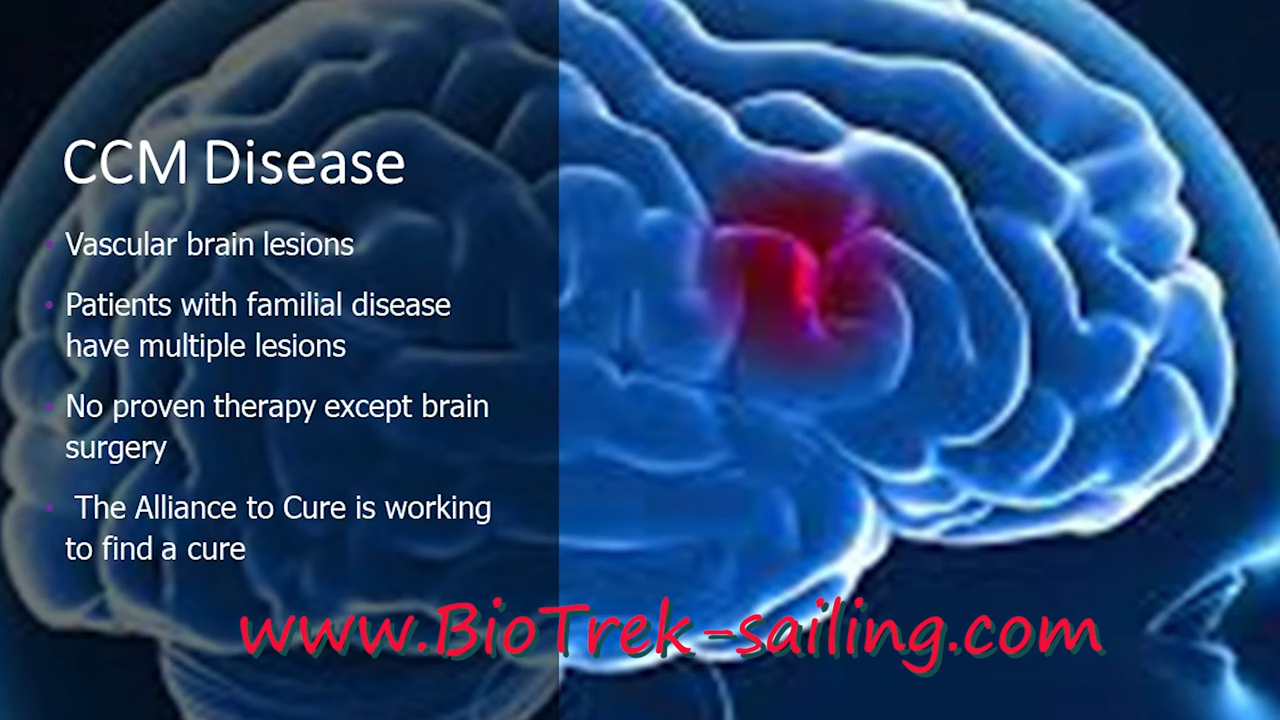 CCM Disease
• Vascular brain lesions
• Patients with familial disease
have multiple lesions
• No proven therapy except brain
surgery
• The Alliance to Cure is working
to find a cure
www.BioTrek-sailing.com